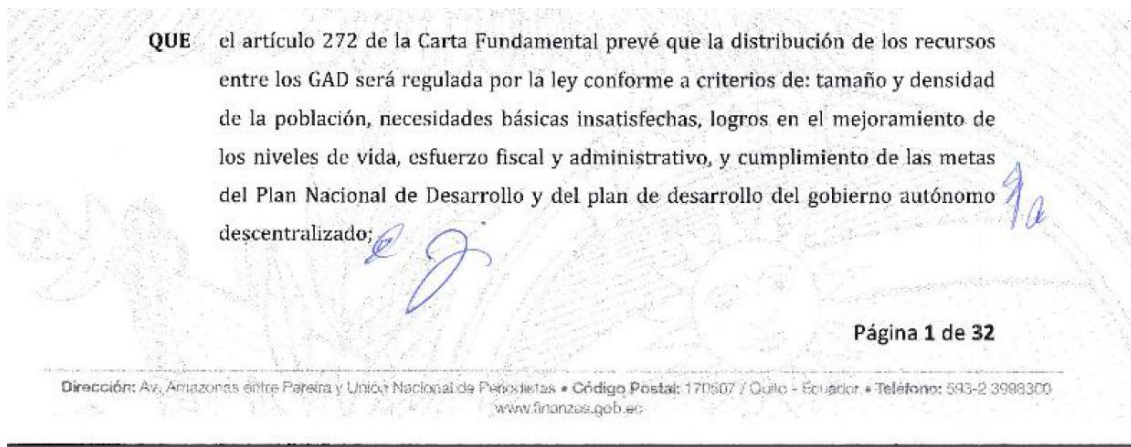 QUE el artículo 272 de la Carta Fundamental prevé que la distribución de los recursos
entre los GAD será regulada por la ley conforme a criterios de: tamaño y densidad
de la población, necesidades básicas insatisfechas, logros en el mejoramiento de
los niveles de vida, esfuerzo fiscal y administrativo, y cumplimiento de las metas
del Plan Nacional de Desarrollo y del plan de desarrollo del gobierno autónomo
descentralizado;
Página 1 de 32
Dirección: Av. Amazonas entre Pereira y Unión Nacional de Periodistas • Código Postal: 170507 / Quito - Ecuador • Teléfono: 593-2 3998300
www.finanzas.gob.ec